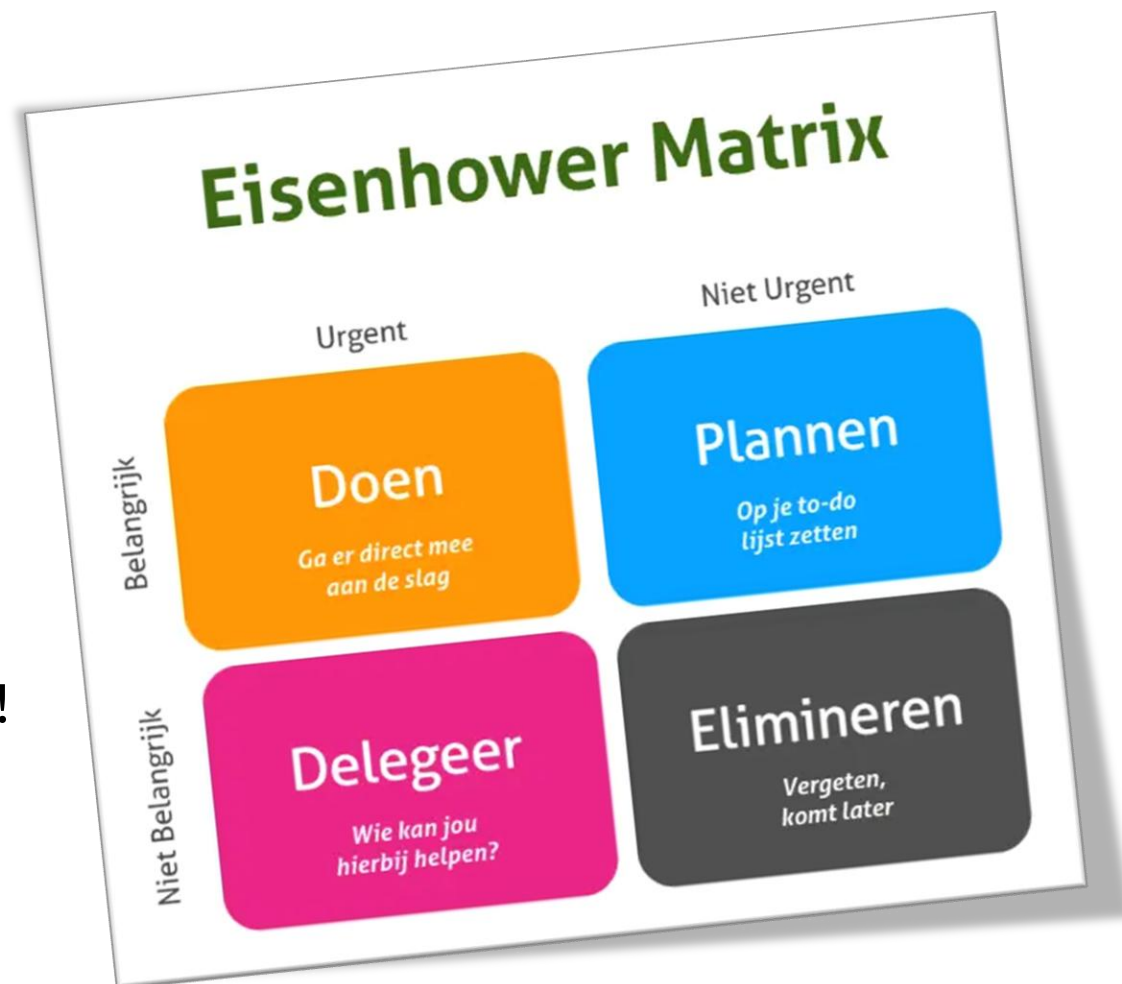 Eisenhower Matrix
Urgent
Niet Urgent
Belangrijk
Doen
Ga er direct mee
aan de slag
Plannen
Op je to-do
lijst zetten
!
Niet Belangrijk
Delegeer
Wie kan jou
hierbij helpen?
Elimineren
Vergeten,
komt later